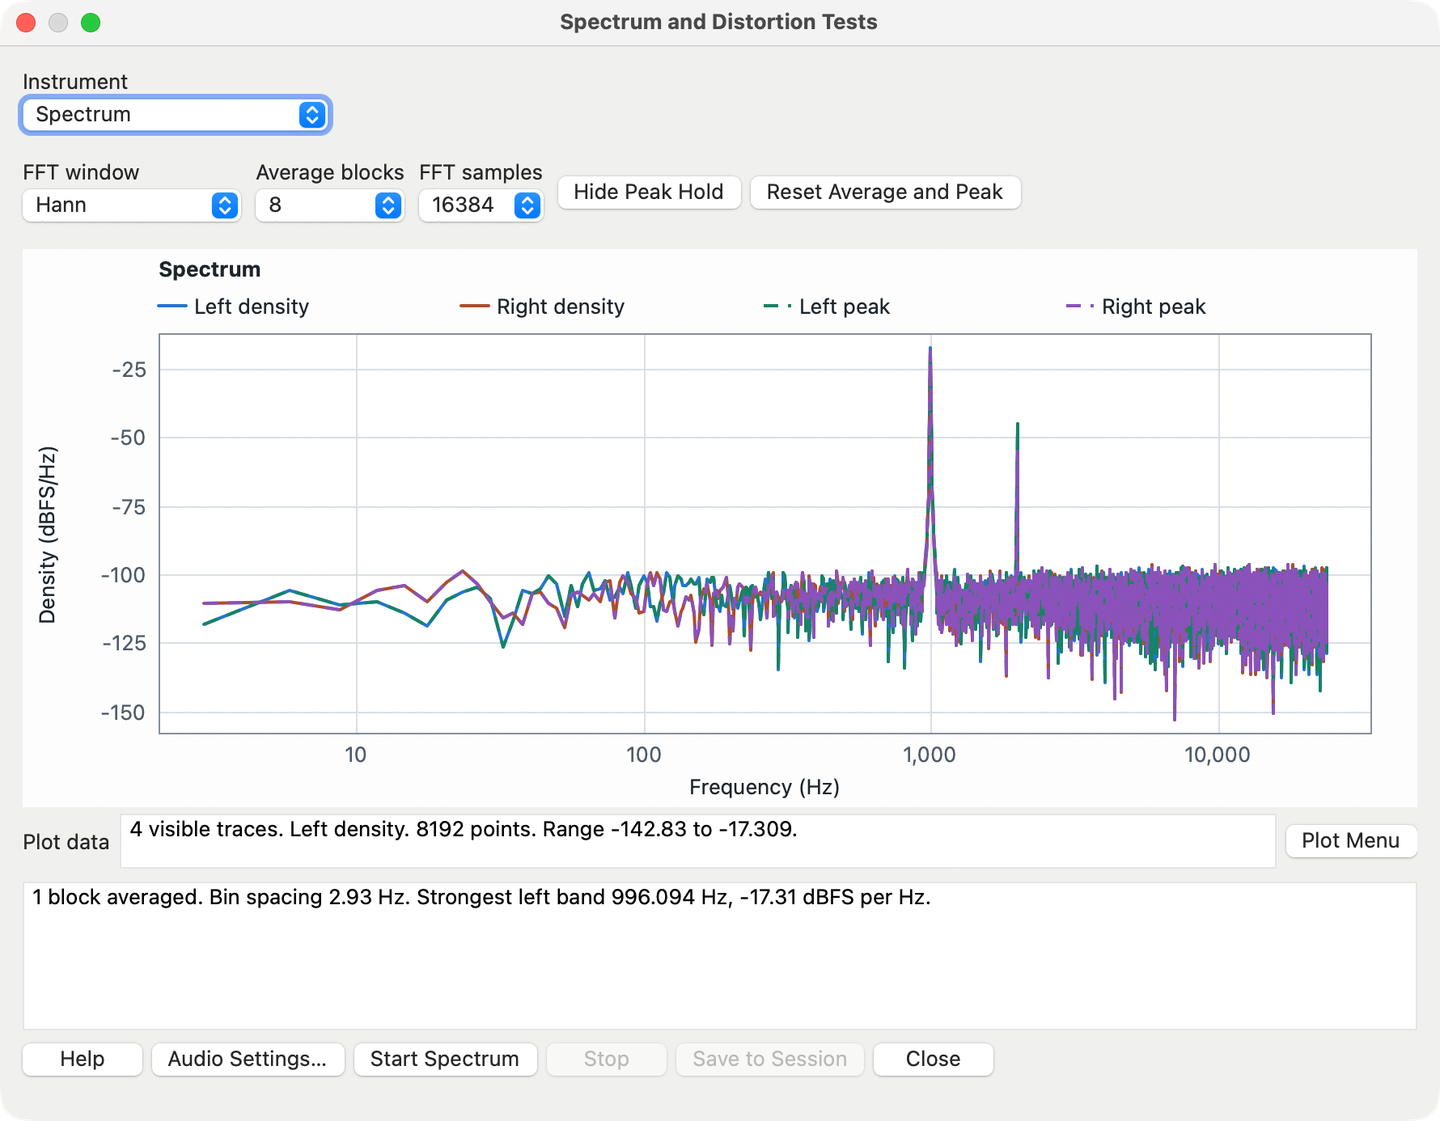 Spectrum and Distortion Tests
Instrument
Spectrum
FFT window
Average blocks
FFT samples
Hann
8
16384
Hide Peak Hold
Reset Average and Peak
Spectrum
Left density
Right density
Left peak
Right peak
Density (dBFS/Hz)
-25
-50
-75
-100
-125
-150
10
100
1,000
10,000
Frequency (Hz)
Plot data
4 visible traces. Left density. 8192 points. Range -142.83 to -17.309.
Plot Menu
1 block averaged. Bin spacing 2.93 Hz. Strongest left band 996.094 Hz, -17.31 dBFS per Hz.
Help
Audio Settings...
Start Spectrum
Stop
Save to Session
Close